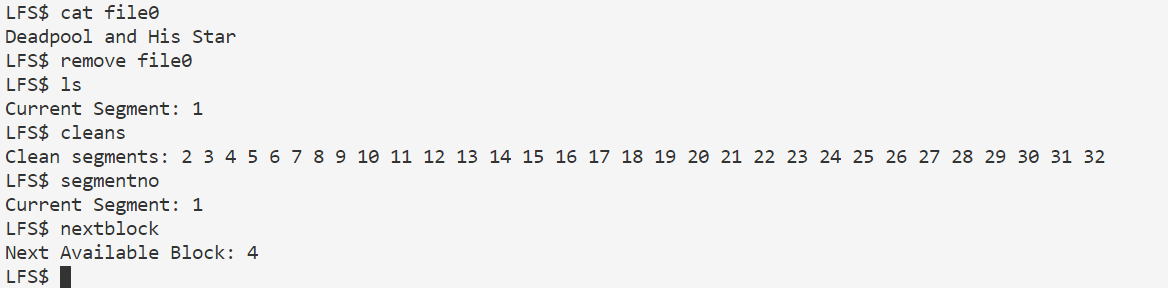 LFS$ cat file0
Deadpool and His Star
LFS$ remove file0
LFS$ ls
Current Segment: 1
LFS$ cleans
Clean segments: 2 3 4 5 6 7 8 9 10 11 12 13 14 15 16 17 18 19 20 21 22 23 24 25 26 27 28 29 30 31 32
LFS$ segmentno
Current Segment: 1
LFS$ nextblock
Next Available Block: 4
LFS$